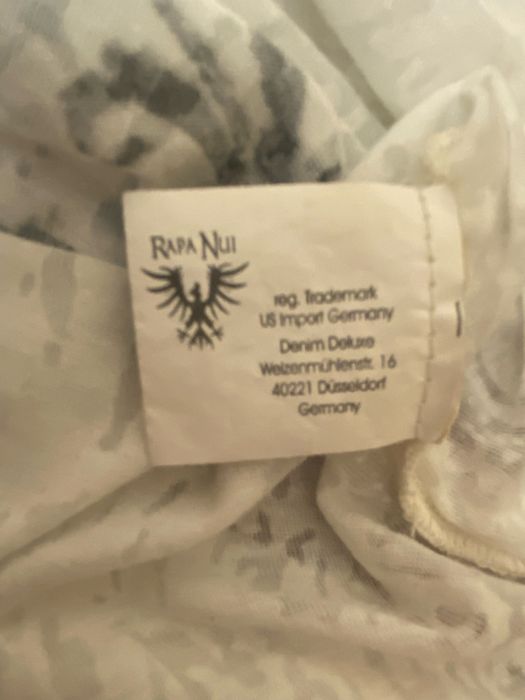 RAPA NUI
reg. Trademark
US Import Germany
Denim Deluxe
Weizenmühlenstr. 16
40221 Düsseldorf
Germany